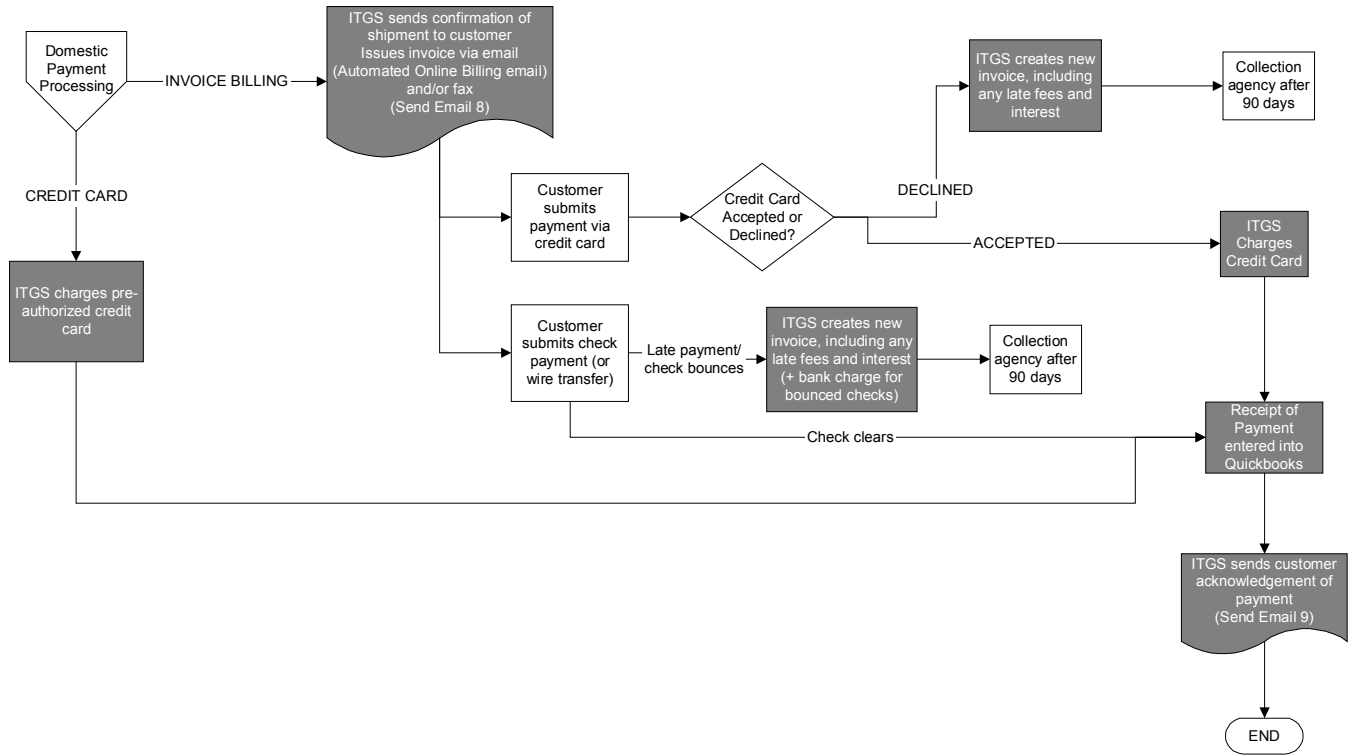 Domestic
Payment
Processing
INVOICE BILLING
ITGS sends confirmation of
shipment to customer
Issues invoice via email
(Automated Online Billing email)
and/or fax
(Send Email 8)
ITGS creates new
invoice, including
any late fees and
interest
Collection
agency after
90 days
CREDIT CARD
Customer
submits
payment via
credit card
Credit Card
Accepted or
Declined?
DECLINED
ACCEPTED
ITGS
Charges
Credit Card
ITGS charges pre-
authorized credit
card
Customer
submits check
payment (or
wire transfer)
Late payment/
check bounces
ITGS creates new
invoice, including any
late fees and interest
(+ bank charge for
bounced checks)
Collection
agency after
90 days
Check clears
Receipt of
Payment
entered into
Quickbooks
ITGS sends customer
acknowledgement of
payment
(Send Email 9)
END